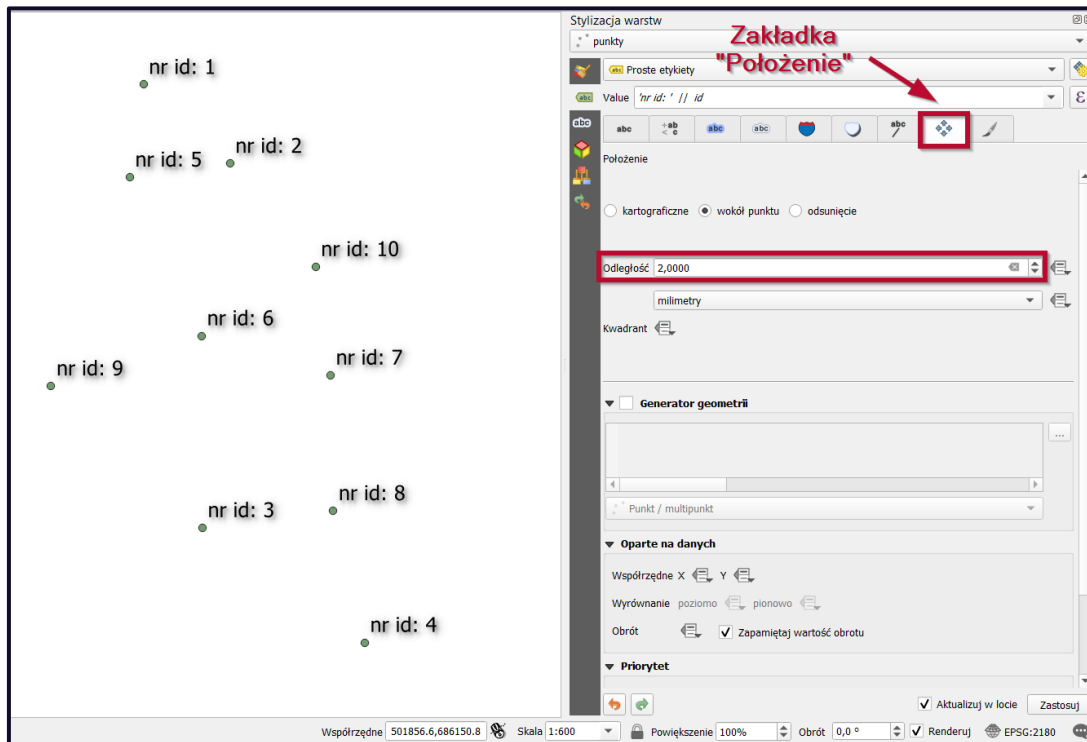 Stylizacja warstw
punkty
Zakładka
"Położenie"
abc Proste etykiety
abc Value 'nr id: ' // id ε
abc
abc +ab < c abc abc abc
Położenie
kartograficzne wokół punktu odsunięcie
Odległość 2,0000
milimetry
Kwadrant
Generator geometrii
...
Punkt / multipunkt
Oparte na danych
Współrzędne X Y
Wyrównanie poziomo pionowo
Obrót Zapamiętaj wartość obrotu
Priorytet
Aktualizuj w locie Zastosuj
nr id: 1
nr id: 2
nr id: 5
nr id: 10
nr id: 6
nr id: 7
nr id: 9
nr id: 8
nr id: 3
nr id: 4
Współrzędne 501856.6,686150.8 Skala 1:600 Powiększenie 100% Obrót 0,0 ° Renderuj EPSG:2180